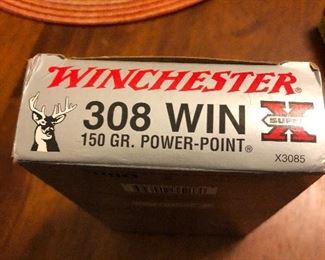 WINCHESTER®
308 WIN
X
SUPER
150 GR. POWER-POINT®
X3085